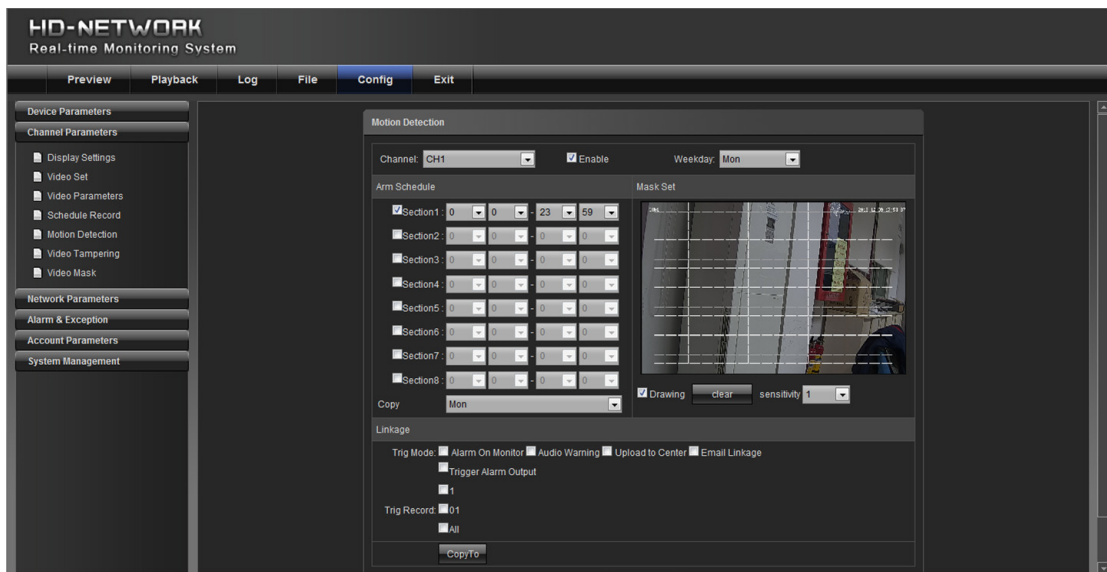 HD-NETWORK
Real-time Monitoring System
Preview Playback Log File Config Exit
Device Parameters
Channel Parameters
Display Settings
Video Set
Video Parameters
Schedule Record
Motion Detection
Video Tampering
Video Mask
Network Parameters
Alarm & Exception
Account Parameters
System Management
Motion Detection
Channel: CH1 Enable Weekday: Mon
Arm Schedule
Section1 : 0 0 - 23 59
Section2 : 0 0 - 0 0
Section3 : 0 0 - 0 0
Section4 : 0 0 - 0 0
Section5 : 0 0 - 0 0
Section6 : 0 0 - 0 0
Section7 : 0 0 - 0 0
Section8 : 0 0 - 0 0
Copy Mon
Mask Set
Drawing clear sensitivity 1
Linkage
Trig Mode: Alarm On Monitor Audio Warning Upload to Center Email Linkage
Trigger Alarm Output
1
Trig Record: 01
All
CopyTo